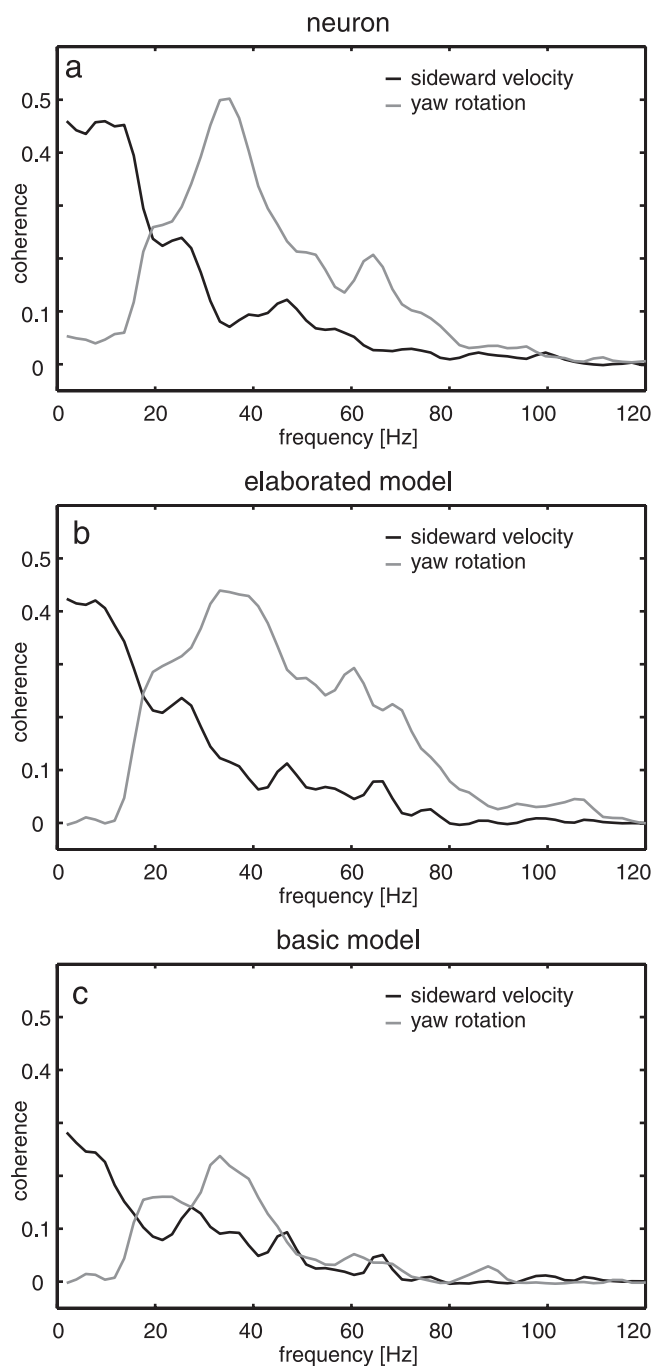 neuron
a
sideward velocity
yaw rotation
0.5
0.4
0.1
0
coherence
0 20 40 60 80 100 120
frequency [Hz]
elaborated model
b
sideward velocity
yaw rotation
0.5
0.4
0.1
0
coherence
0 20 40 60 80 100 120
frequency [Hz]
basic model
c
sideward velocity
yaw rotation
0.5
0.4
0.1
0
coherence
0 20 40 60 80 100 120
frequency [Hz]